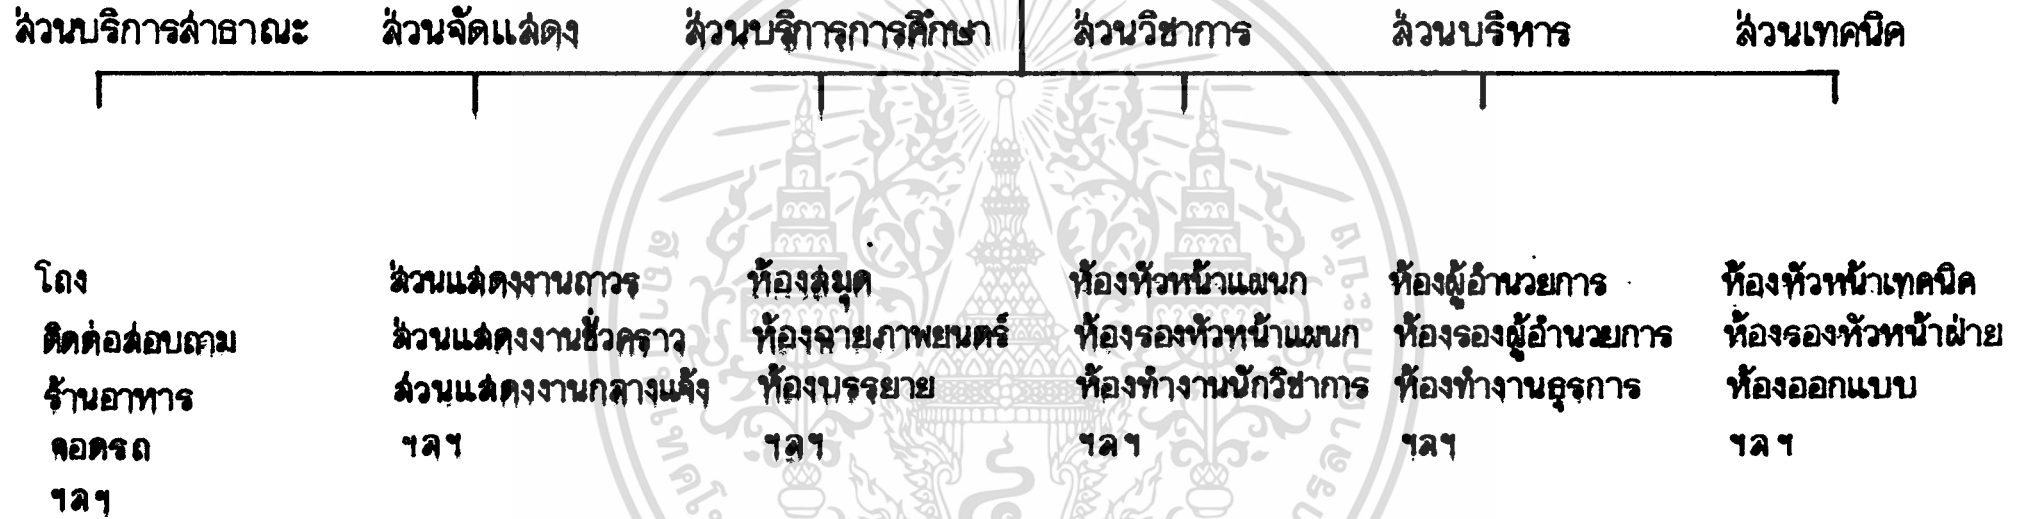 ส่วนบริการสาธาณะ ส่วนจัดแสดง ส่วนบริการการศึกษา ส่วนวิชาการ ส่วนบริหาร ส่วนเทคนิค
โถง ส่วนแสดงงานถาวร ห้องสมุด ห้องหัวหน้าแผนก ห้องผู้อำนวยการ ห้องหัวหน้าเทคนิค
ติดต่อสอบถาม ส่วนแสดงงานชั่วคราว ห้องฉายภาพยนตร์ ห้องรองหัวหน้าแผนก ห้องรองผู้อำนวยการ ห้องรองหัวหน้าฝ่าย
ร้านอาหาร ส่วนแสดงงานกลางแจ้ง ห้องบรรยาย ห้องทำงานนักวิชาการ ห้องทำงานธุรการ ห้องออกแบบ
จอดรถ ฯลฯ ฯลฯ ฯลฯ ฯลฯ ฯลฯ
ฯลฯ